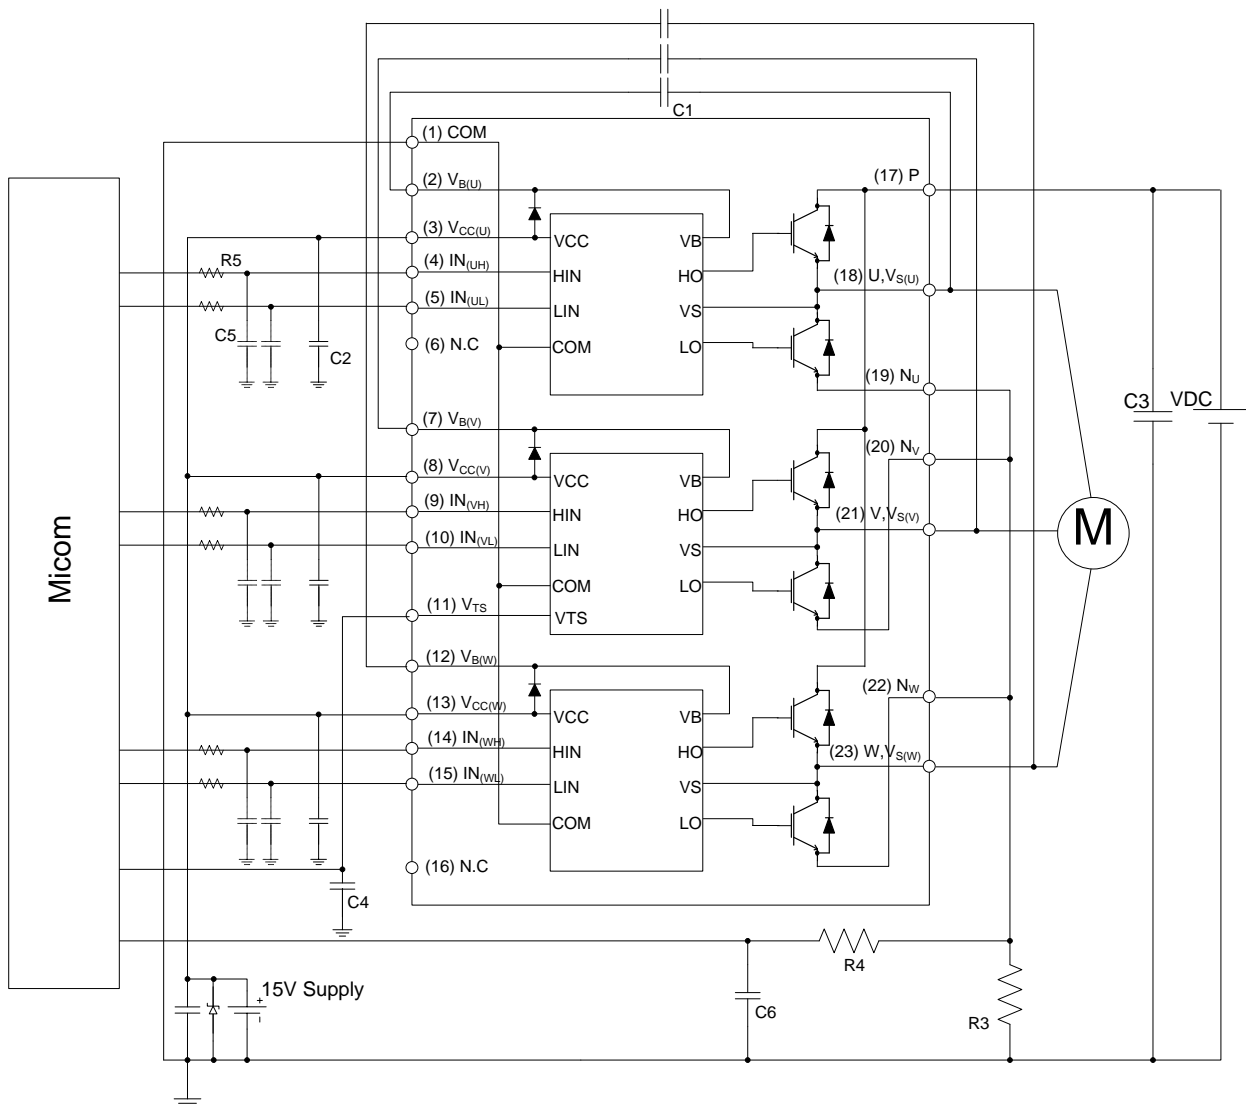 C1
(1) COM
(2) VB(U)
(17) P
(3) VCC(U)
VCC
VB
R5
(4) IN(UH)
HIN
HO
(18) U,VS(U)
(5) IN(UL)
LIN
VS
C5
C2
(6) N.C
COM
LO
(19) NU
C3
VDC
(7) VB(V)
(20) NV
(8) VCC(V)
VCC
VB
(9) IN(VH)
HIN
HO
(21) V,VS(V)
M
(10) IN(VL)
LIN
VS
Micom
COM
LO
(11) VTS
VTS
(12) VB(W)
(22) NW
(13) VCC(W)
VCC
VB
(14) IN(WH)
HIN
HO
(23) W,VS(W)
(15) IN(WL)
LIN
VS
COM
LO
(16) N.C
C4
R4
15V Supply
+
-
C6
R3